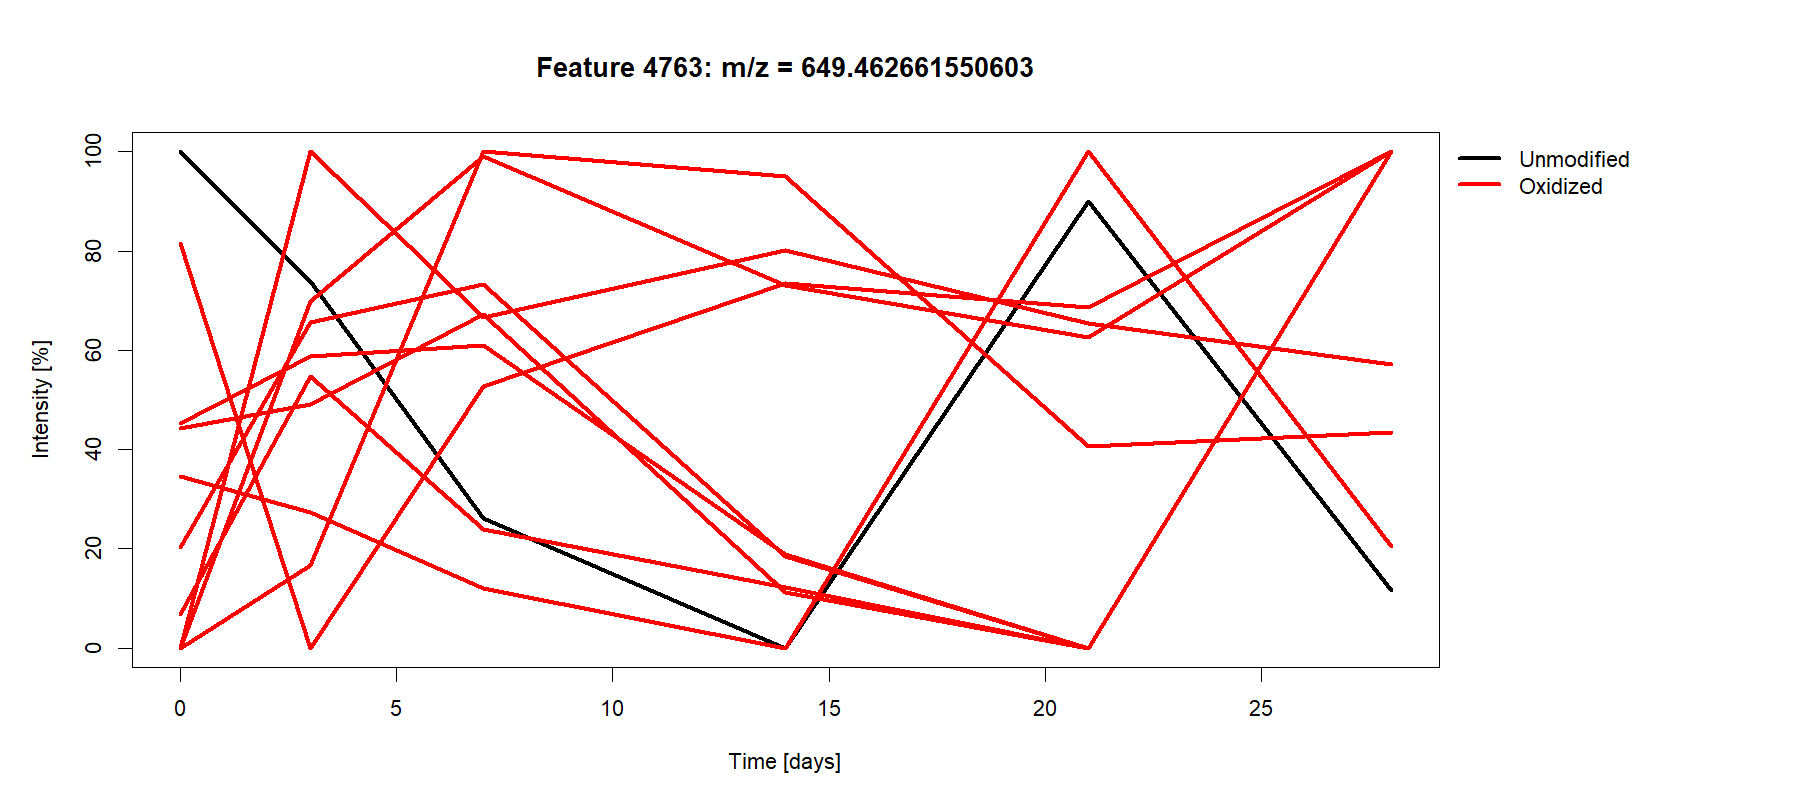 Feature 4763: m/z = 649.462661550603
Unmodified
Oxidized
Intensity [%]
100
80
60
40
20
0
0 5 10 15 20 25
Time [days]